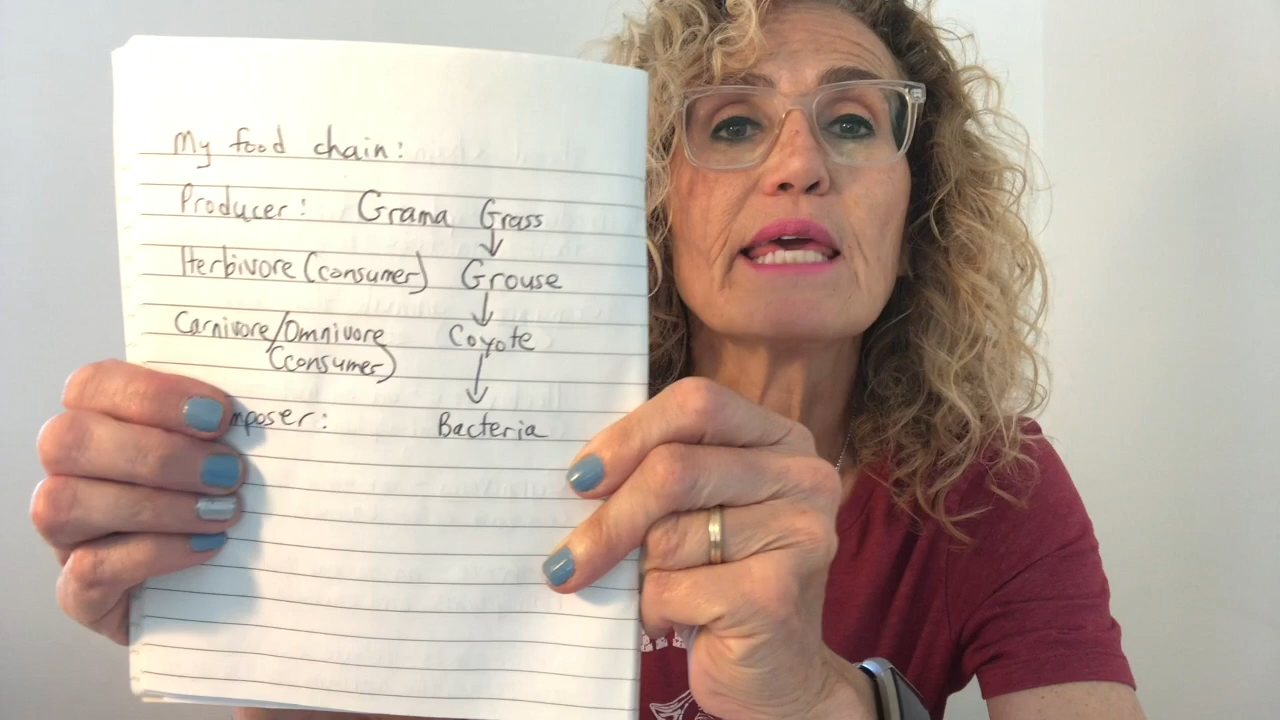 My food chain:
Producer: Grama Grass
Herbivore (consumer) Grouse
Carnivore/Omnivore Coyote
(consumer)
mposer: Bacteria